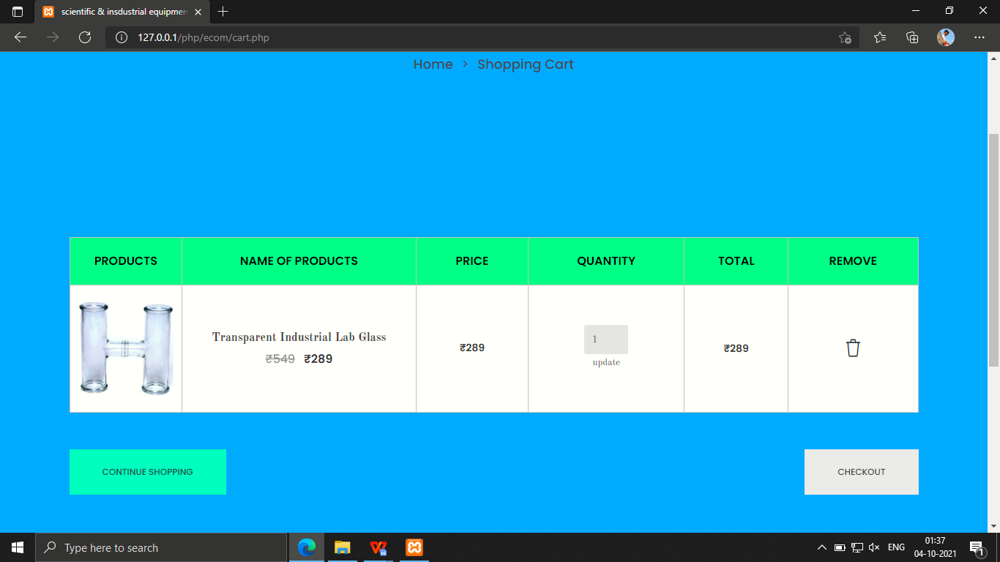 scientific & insdustrial equipmen
127.0.0.1/php/ecom/cart.php
Home > Shopping Cart
PRODUCTS NAME OF PRODUCTS PRICE QUANTITY TOTAL REMOVE
Transparent Industrial Lab Glass
₹549 ₹289
₹289
1
update
₹289
CONTINUE SHOPPING
CHECKOUT
Type here to search
ENG
01:37
04-10-2021
1